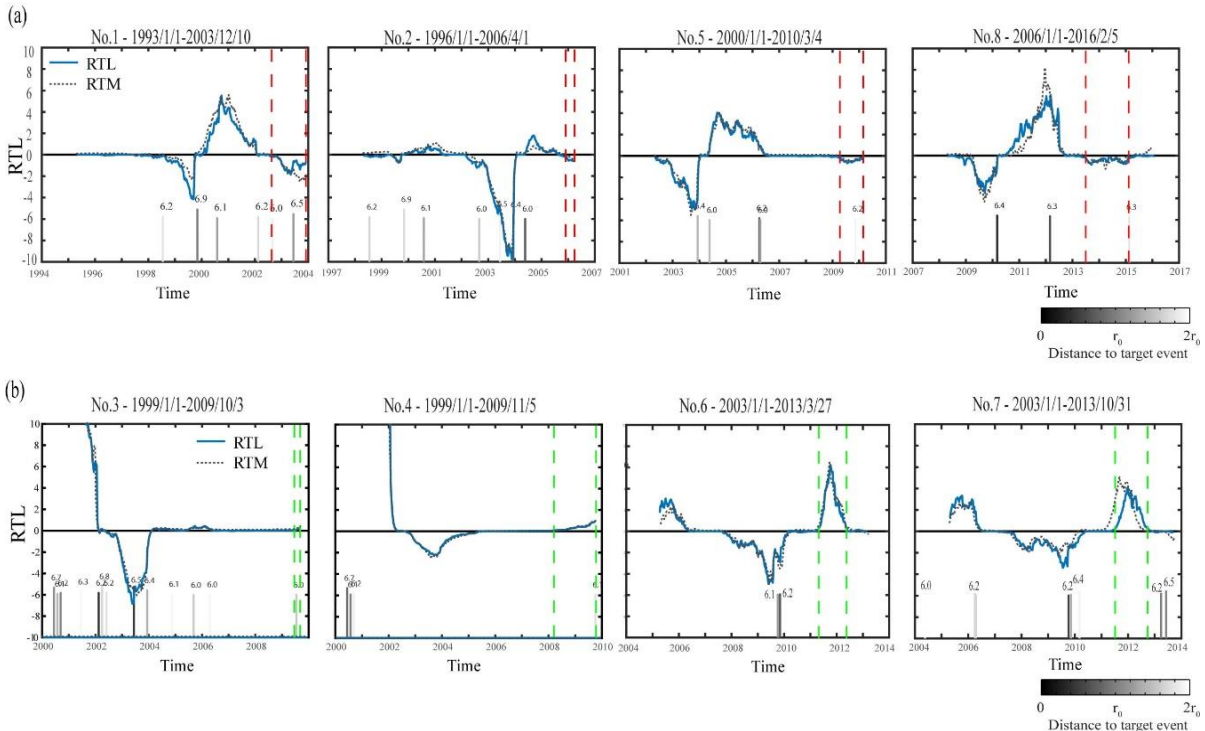 (a)
No.1 - 1993/1/1-2003/12/10
No.2 - 1996/1/1-2006/4/1
No.5 - 2000/1/1-2010/3/4
No.8 - 2006/1/1-2016/2/5
RTL
RTM
RTL
10
8
6
4
2
0
-2
-4
-6
-8
-10
6.2 6.9 6.1 6.2 6.0 6.5
6.2 6.9 6.1 6.0 6.0
6.0 6.2
6.4 6.3 6.3
1994 1996 1998 2000 2002 2004
1997 1999 2001 2003 2005 2007
2001 2003 2005 2007 2009 2011
2007 2009 2011 2013 2015 2017
Time
Time
Time
Time
0 r₀ 2r₀
Distance to target event
(b)
No.3 - 1999/1/1-2009/10/3
No.4 - 1999/1/1-2009/11/5
No.6 - 2003/1/1-2013/3/27
No.7 - 2003/1/1-2013/10/31
RTL
RTM
RTL
10
8
6
4
2
0
-2
-4
-6
-8
-10
6.3 6.8 6.2 6.5 6.4 6.1 6.0 6.0 6.0
6.1 6.2
6.0 6.2 6.2 6.4 6.2 6.5
2000 2002 2004 2006 2008
2000 2002 2004 2006 2008 2010
2004 2006 2008 2010 2012 2014
2004 2006 2008 2010 2012 2014
Time
Time
Time
Time
0 r₀ 2r₀
Distance to target event